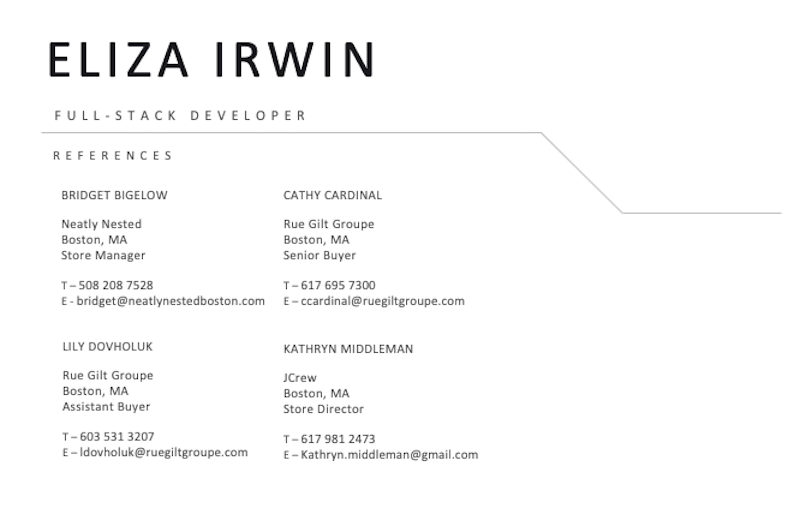 ELIZA IRWIN
FULL-STACK DEVELOPER
REFERENCES
BRIDGET BIGELOW
Neatly Nested
Boston, MA
Store Manager
T – 508 208 7528
E - bridget@neatlynestedboston.com
CATHY CARDINAL
Rue Gilt Groupe
Boston, MA
Senior Buyer
T – 617 695 7300
E – ccardinal@ruegiltgroupe.com
LILY DOVHOLUK
Rue Gilt Groupe
Boston, MA
Assistant Buyer
T – 603 531 3207
E – ldovholuk@ruegiltgroupe.com
KATHRYN MIDDLEMAN
JCrew
Boston, MA
Store Director
T – 617 981 2473
E – Kathryn.middleman@gmail.com